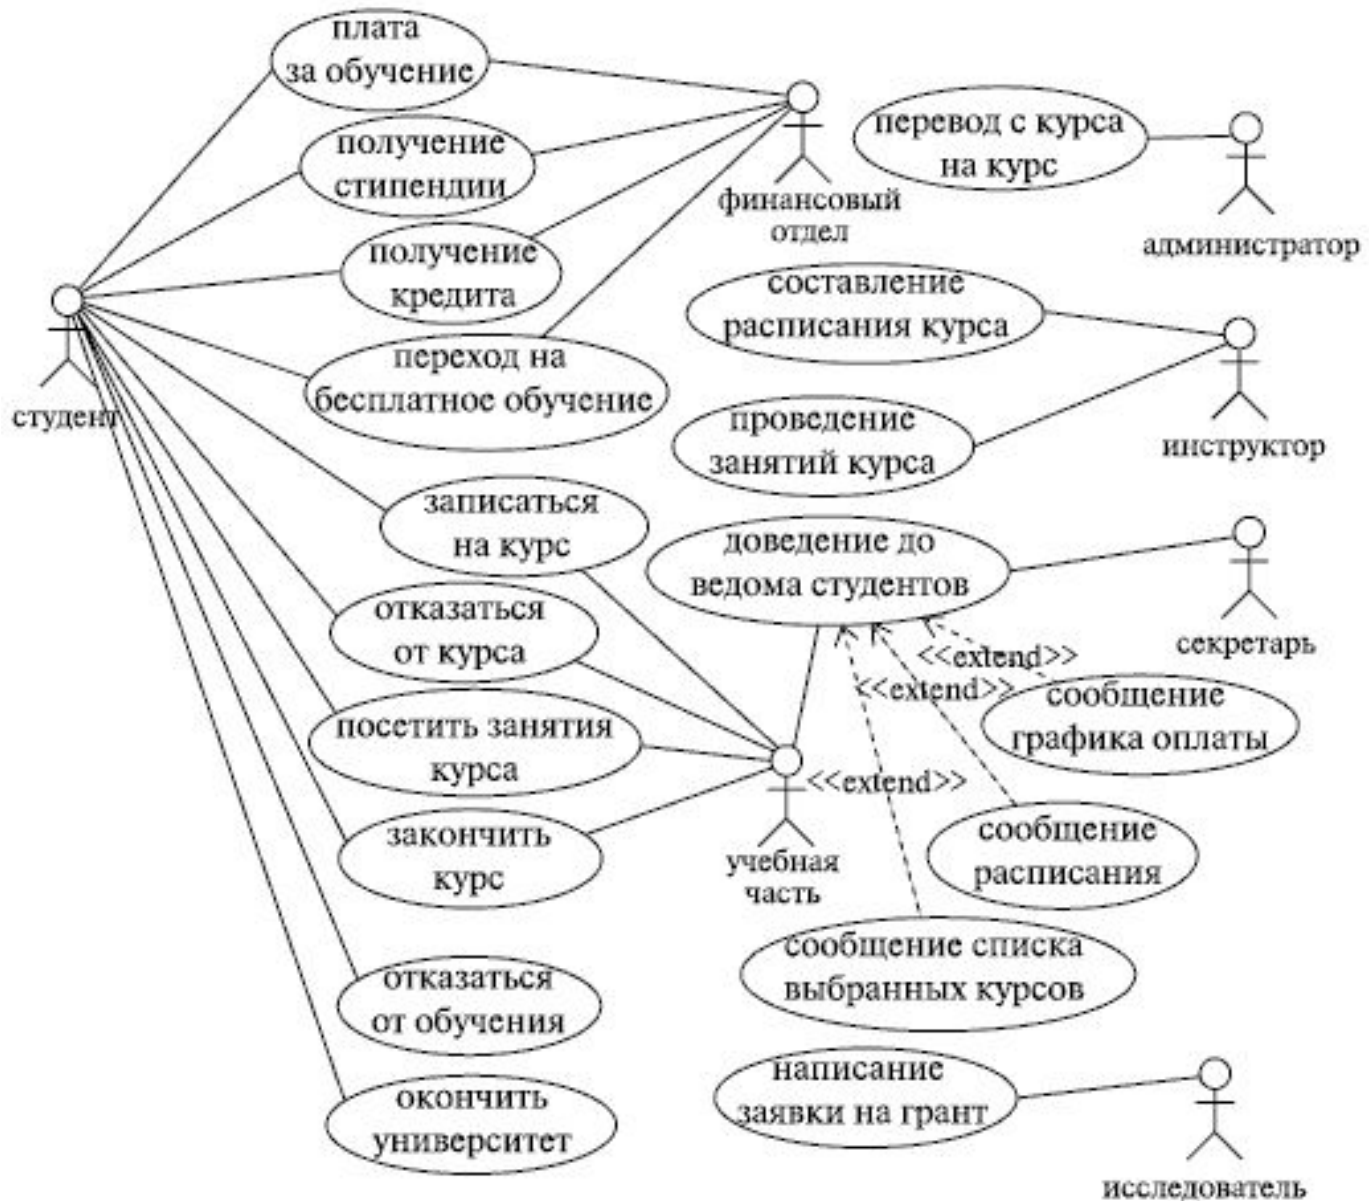 плата
за обучение
получение
стипендии
получение
кредита
переход на
бесплатное обучение
студент
финансовый
отдел
перевод с курса
на курс
администратор
составление
расписания курса
проведение
занятий курса
инструктор
записаться
на курс
доведение до
ведома студентов
секретарь
отказаться
от курса
<<extend>>
<<extend>>
сообщение
графика оплаты
посетить занятия
курса
<<extend>>
закончить
курс
учебная
часть
сообщение
расписания
сообщение списка
выбранных курсов
отказаться
от обучения
написание
заявки на грант
окончить
университет
исследователь